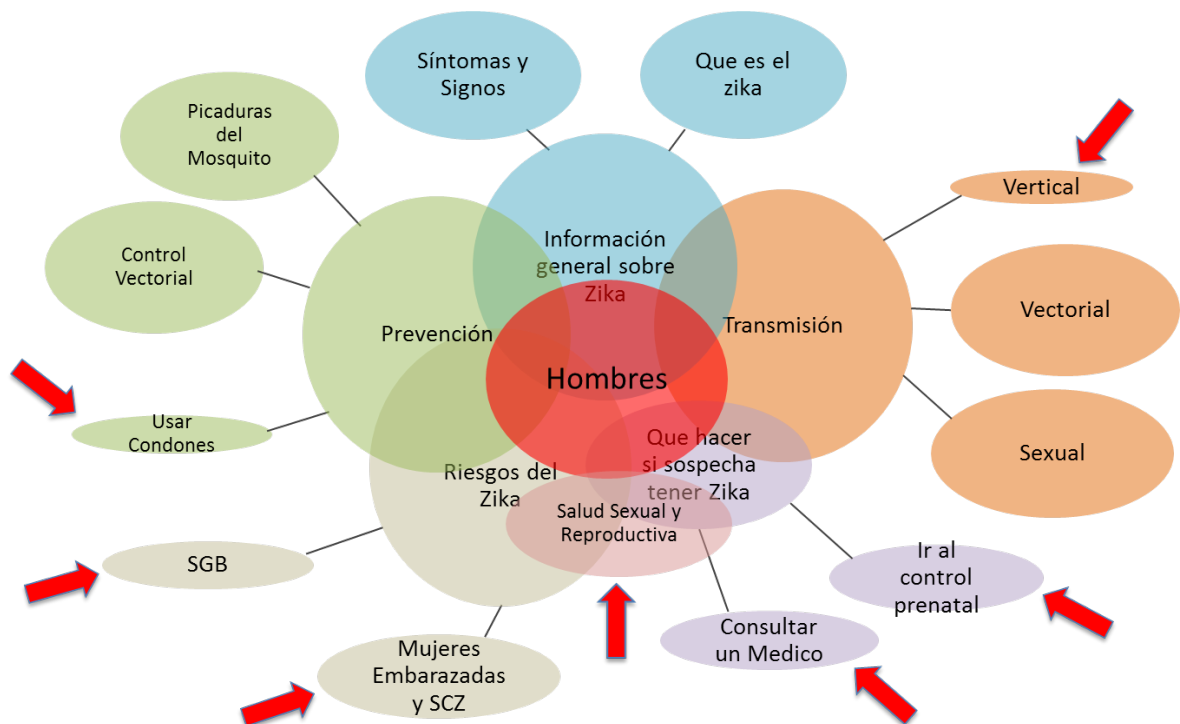 Síntomas y
Signos
Que es el
zika
Picaduras
del
Mosquito
Vertical
Control
Vectorial
Información
general sobre
Zika
Vectorial
Prevención
Transmisión
Hombres
Usar
Condones
Que hacer
si sospecha
tener Zika
Sexual
Riesgos del
Zika
Salud Sexual y
Reproductiva
SGB
Ir al
control
prenatal
Mujeres
Embarazadas
y SCZ
Consultar
un Medico